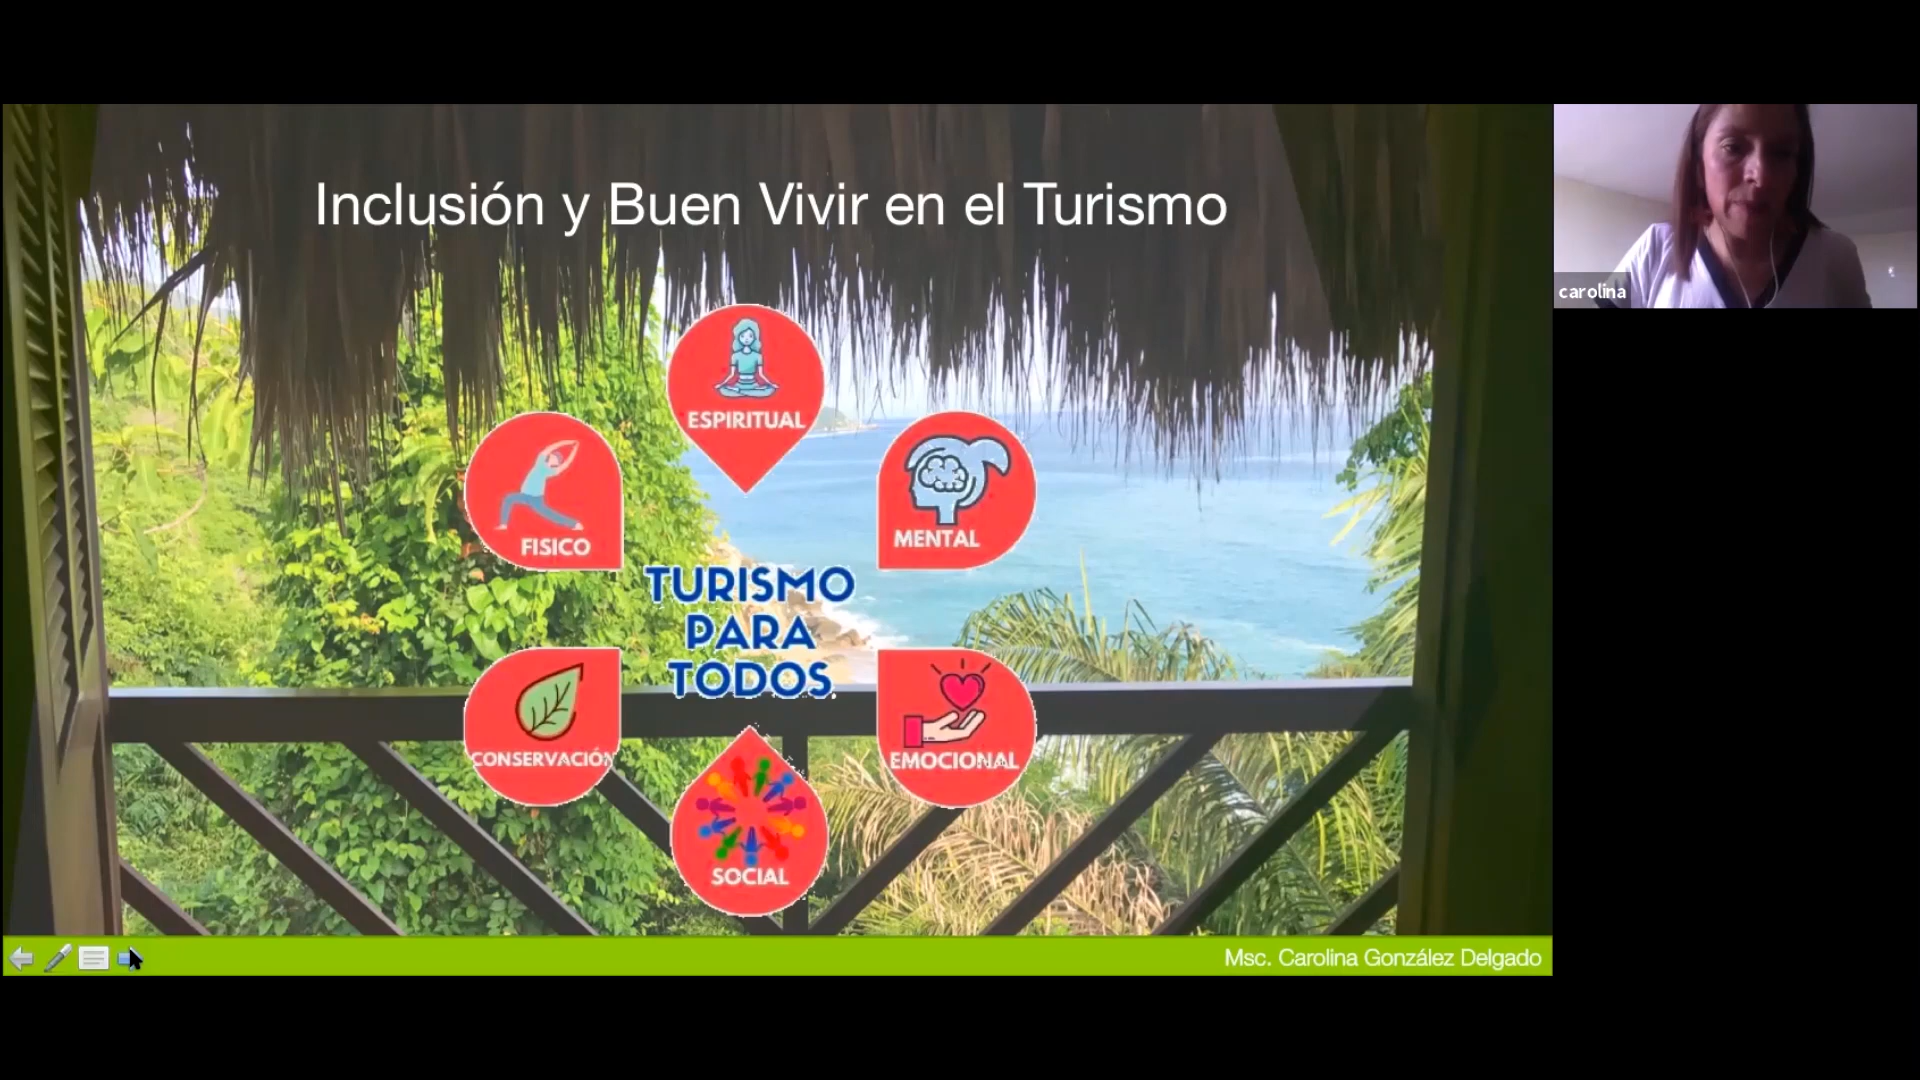 Inclusión y Buen Vivir en el Turismo
ESPIRITUAL
FISICO
MENTAL
TURISMO
PARA
TODOS
CONSERVACIÓN
EMOCIONAL
SOCIAL
Msc. Carolina González Delgado
carolina